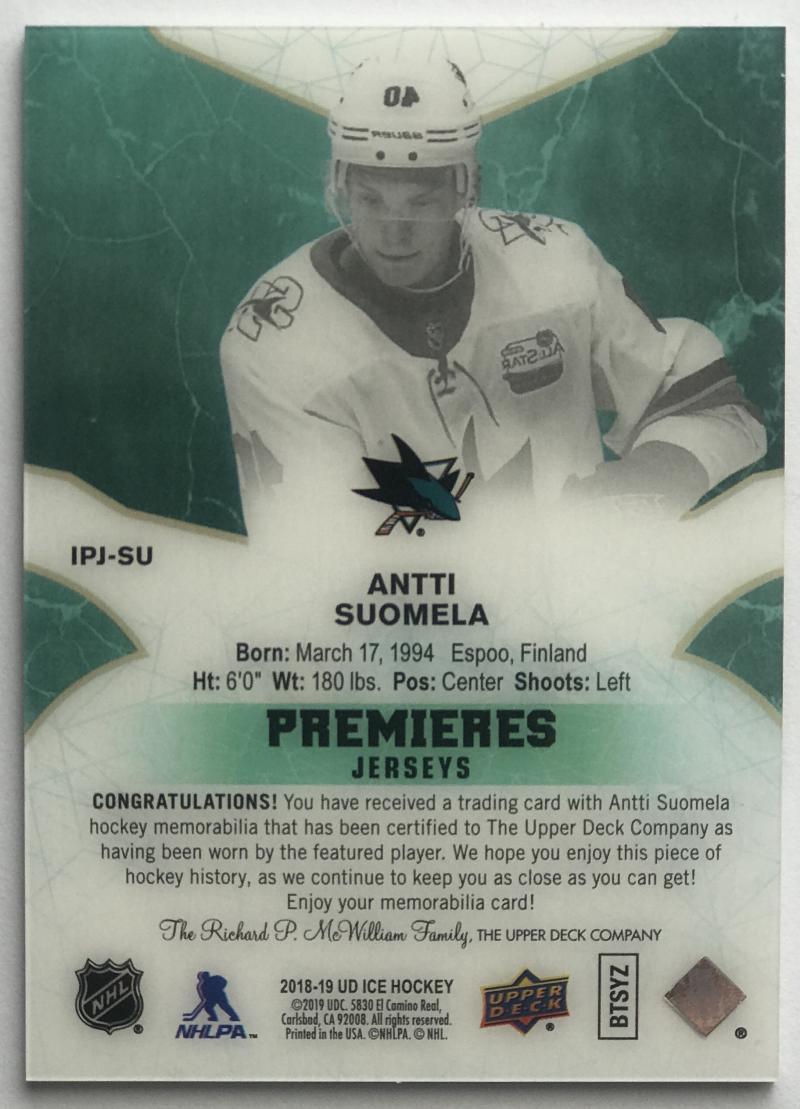 40
ALL STAR
IPJ-SU
ANTTI
SUOMELA
Born: March 17, 1994 Espoo, Finland
Ht: 6'0" Wt: 180 lbs. Pos: Center Shoots: Left
PREMIERES
JERSEYS
CONGRATULATIONS! You have received a trading card with Antti Suomela
hockey memorabilia that has been certified to The Upper Deck Company as
having been worn by the featured player. We hope you enjoy this piece of
hockey history, as we continue to keep you as close as you can get!
Enjoy your memorabilia card!
The Richard P. McWilliam Family, THE UPPER DECK COMPANY
NHL ®
NHLPA™
2018-19 UD ICE HOCKEY
©2019 UDC. 5830 El Camino Real,
Carlsbad, CA 92008. All rights reserved.
Printed in the USA. ©NHLPA. © NHL.
UPPER
D·E·C·K ®
BTSYZ
®